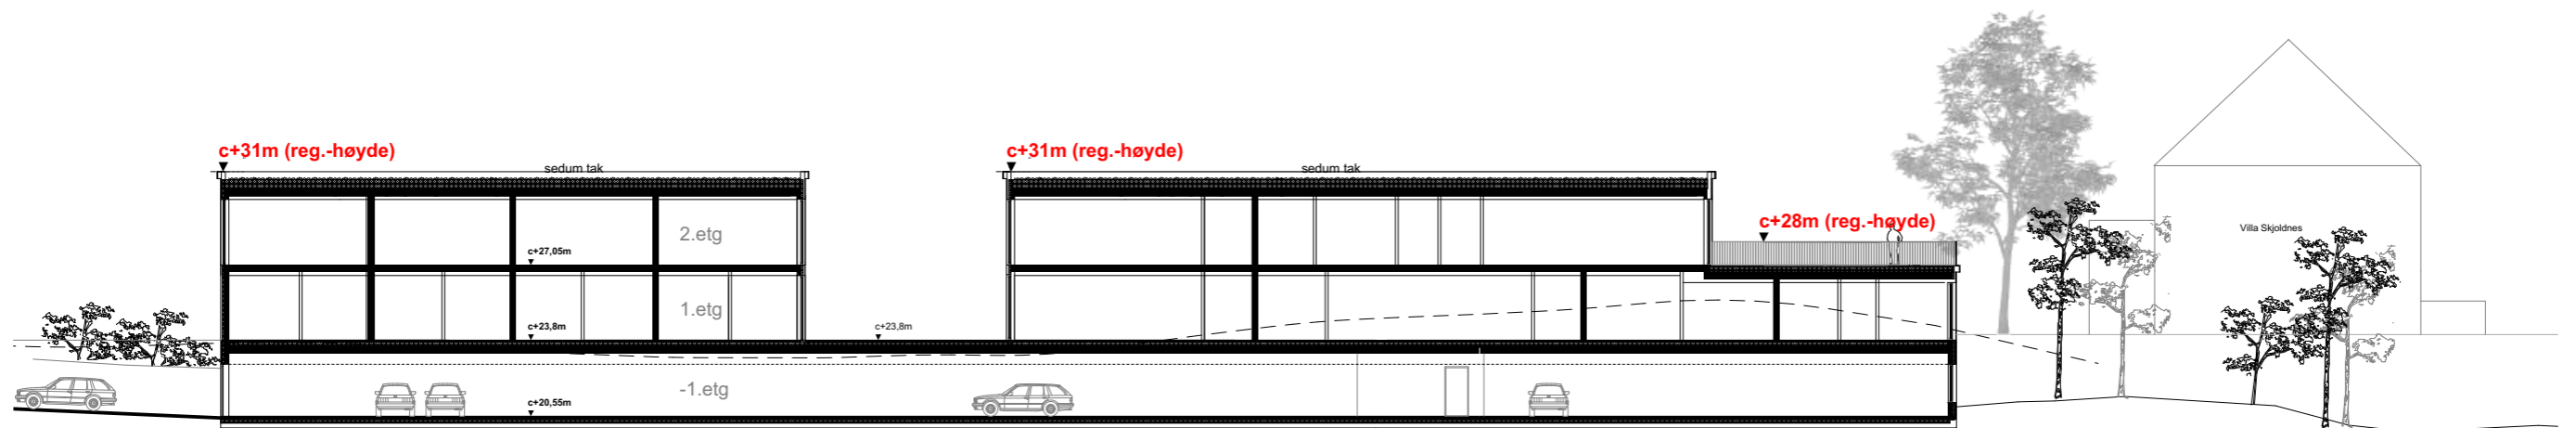 c+31m (reg.-høyde)
sedum tak
c+31m (reg.-høyde)
sedum tak
c+28m (reg.-høyde)
Villa Skjoldnes
2.etg
c+27,05m
1.etg
c+23,8m
c+23,8m
-1.etg
c+20,55m